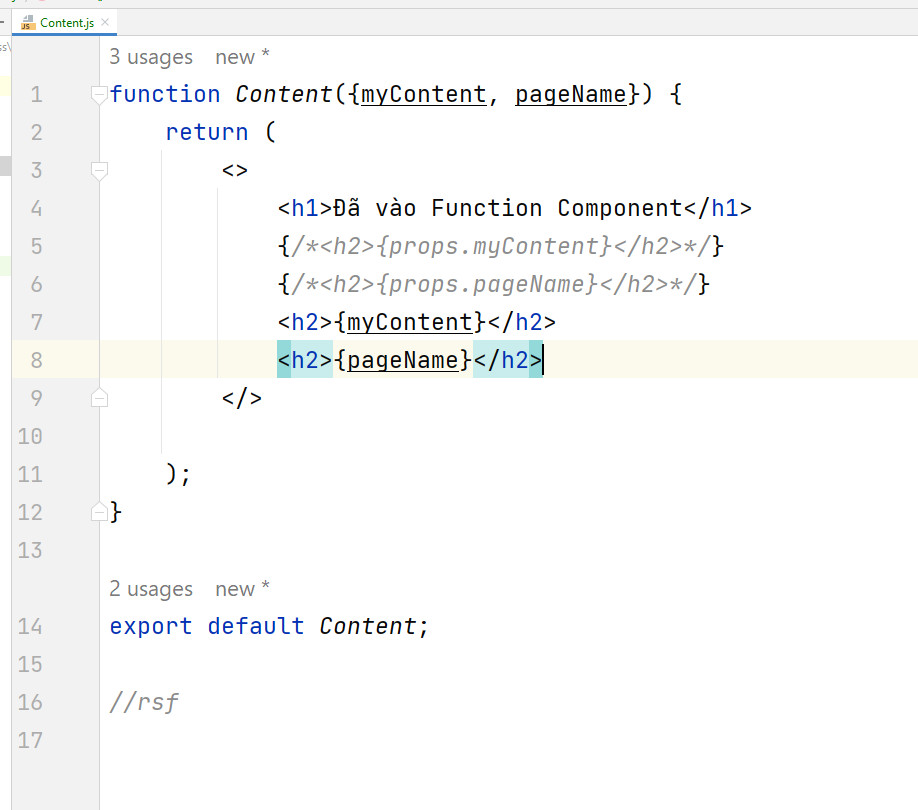 Content.js
3 usages new *
1 function Content({myContent, pageName}) {
2 return (
3 <>
4 <h1>Đã vào Function Component</h1>
5 {/*<h2>{props.myContent}</h2>*/}
6 {/*<h2>{props.pageName}</h2>*/}
7 <h2>{myContent}</h2>
8 <h2>{pageName}</h2>
9 </>
10
11 );
12 }
13
2 usages new *
14 export default Content;
15
16 //rsf
17